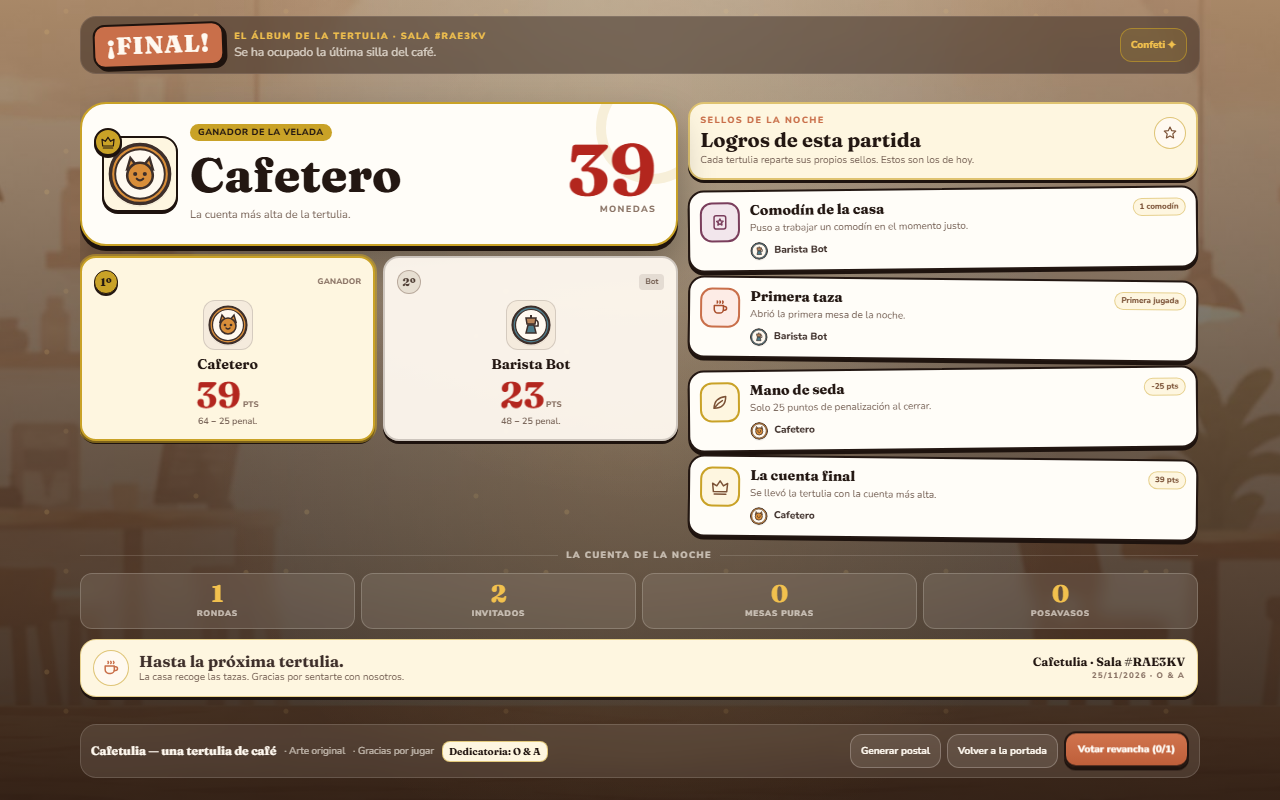 ¡FINAL!
EL ÁLBUM DE LA TERTULIA · SALA #RAE3KV
Se ha ocupado la última silla del café.
Confeti ✦
GANADOR DE LA VELADA
Cafetero
La cuenta más alta de la tertulia.
39
MONEDAS
1º
GANADOR
Cafetero
39 PTS
64 – 25 penal.
2º
Bot
Barista Bot
23 PTS
48 – 25 penal.
SELLOS DE LA NOCHE
Logros de esta partida
Cada tertulia reparte sus propios sellos. Estos son los de hoy.
Comodín de la casa
1 comodín
Puso a trabajar un comodín en el momento justo.
Barista Bot
Primera taza
Primera jugada
Abrió la primera mesa de la noche.
Barista Bot
Mano de seda
-25 pts
Solo 25 puntos de penalización al cerrar.
Cafetero
La cuenta final
39 pts
Se llevó la tertulia con la cuenta más alta.
Cafetero
LA CUENTA DE LA NOCHE
1
RONDAS
2
INVITADOS
0
MESAS PURAS
0
POSAVASOS
Hasta la próxima tertulia.
La casa recoge las tazas. Gracias por sentarte con nosotros.
Cafetulia · Sala #RAE3KV
25/11/2026 · O & A
Cafetulia — una tertulia de café · Arte original · Gracias por jugar Dedicatoria: O & A
Generar postal
Volver a la portada
Votar revancha (0/1)